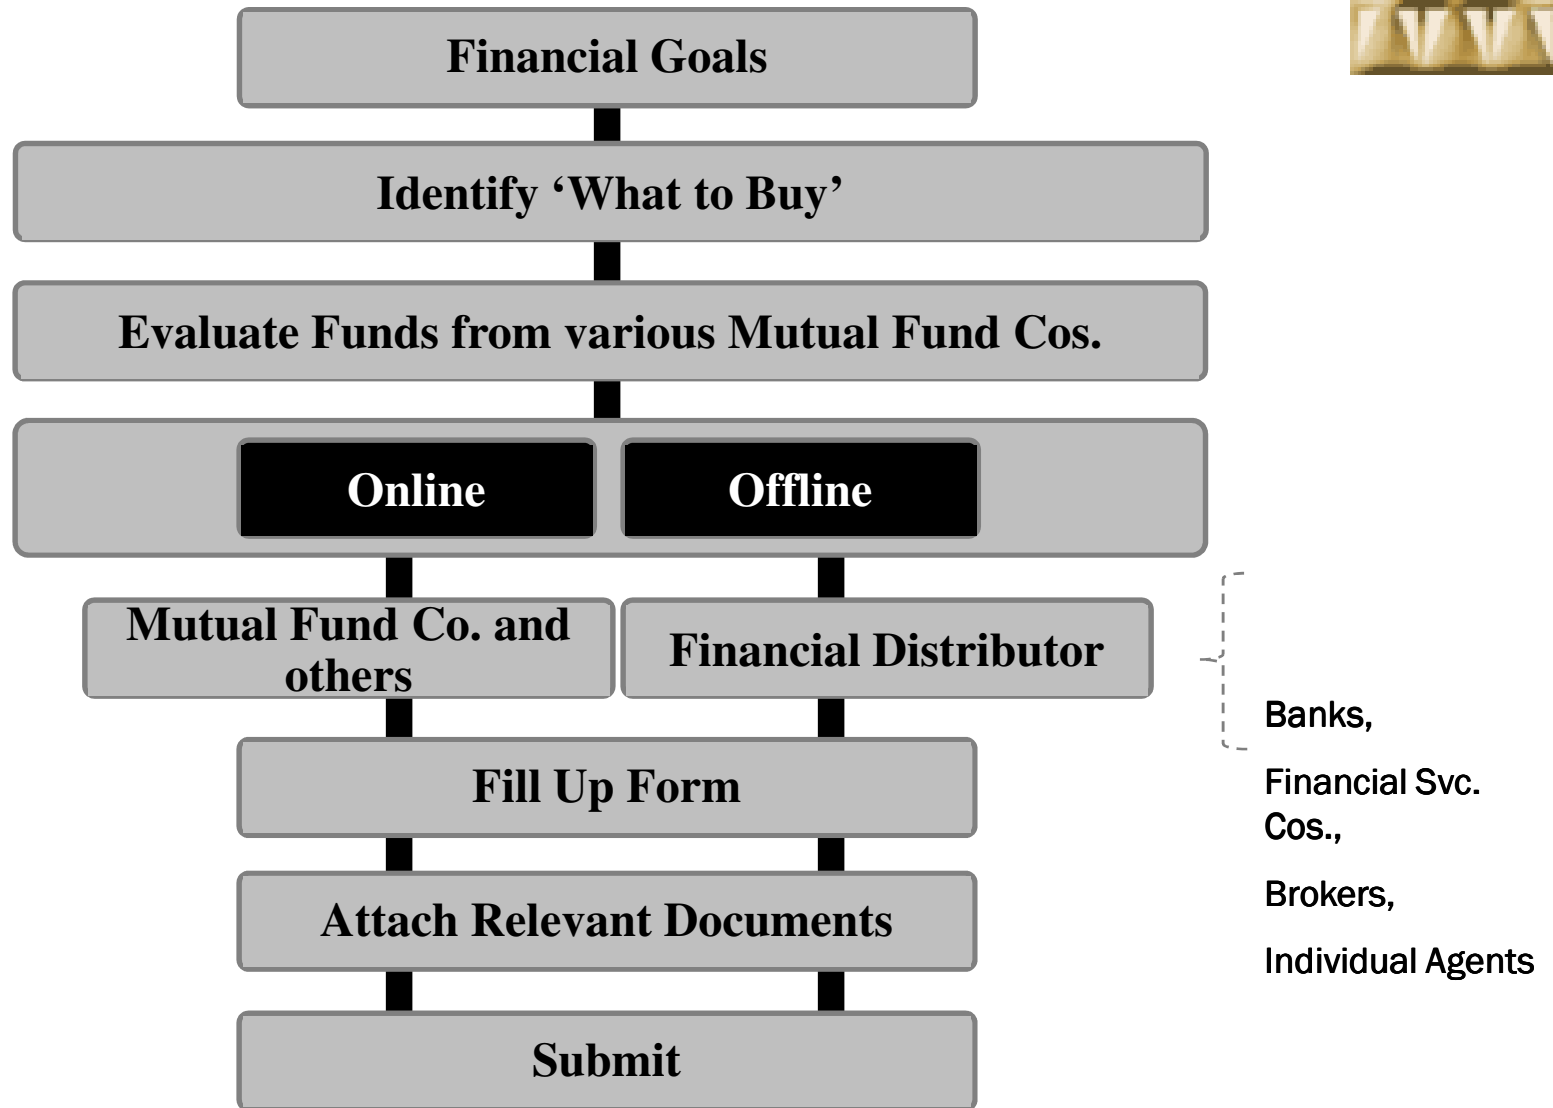 Financial Goals
Identify ‘What to Buy’
Evaluate Funds from various Mutual Fund Cos.
Online
Offline
Mutual Fund Co. and
others
Financial Distributor
Banks,
Financial Svc.
Cos.,
Brokers,
Individual Agents
Fill Up Form
Attach Relevant Documents
Submit